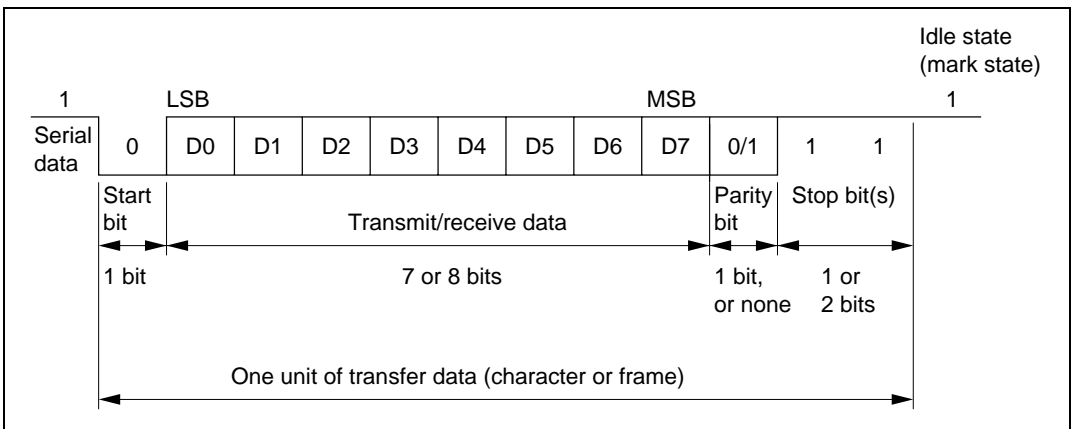 Idle state
(mark state)
1 LSB MSB 1
Serial
data
0 D0 D1 D2 D3 D4 D5 D6 D7 0/1 1 1
Start
bit
Transmit/receive data
Parity
bit
Stop bit(s)
1 bit
7 or 8 bits
1 bit,
or none
1 or
2 bits
One unit of transfer data (character or frame)